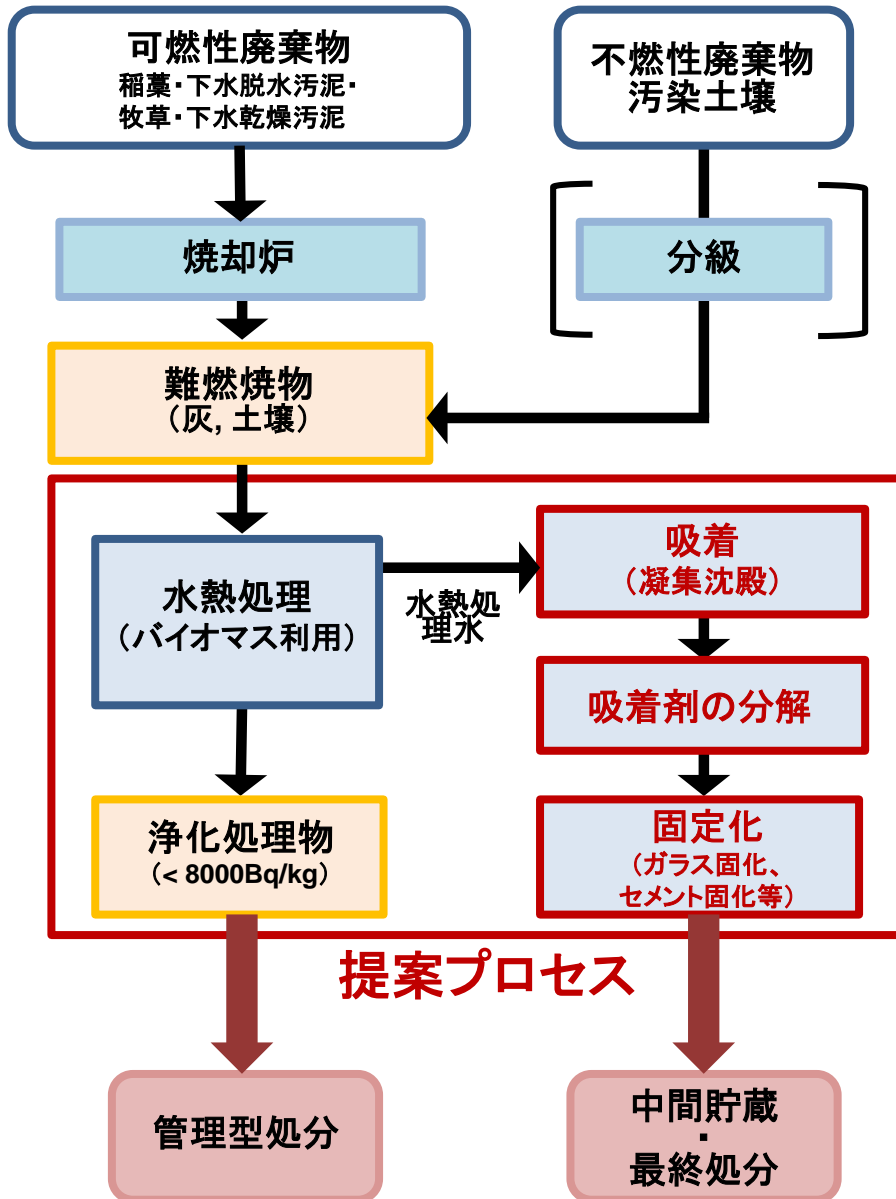 可燃性廃棄物
稲藁・下水脱水汚泥・
牧草・下水乾燥汚泥
不燃性廃棄物
汚染土壌
焼却炉
分級
難燃焼物
（灰, 土壌）
水熱処理
（バイオマス利用）
水熱処
理水
吸着
（凝集沈殿）
吸着剤の分解
浄化処理物
（< 8000Bq/kg）
固定化
（ガラス固化、
セメント固化等）
提案プロセス
管理型処分
中間貯蔵
・
最終処分